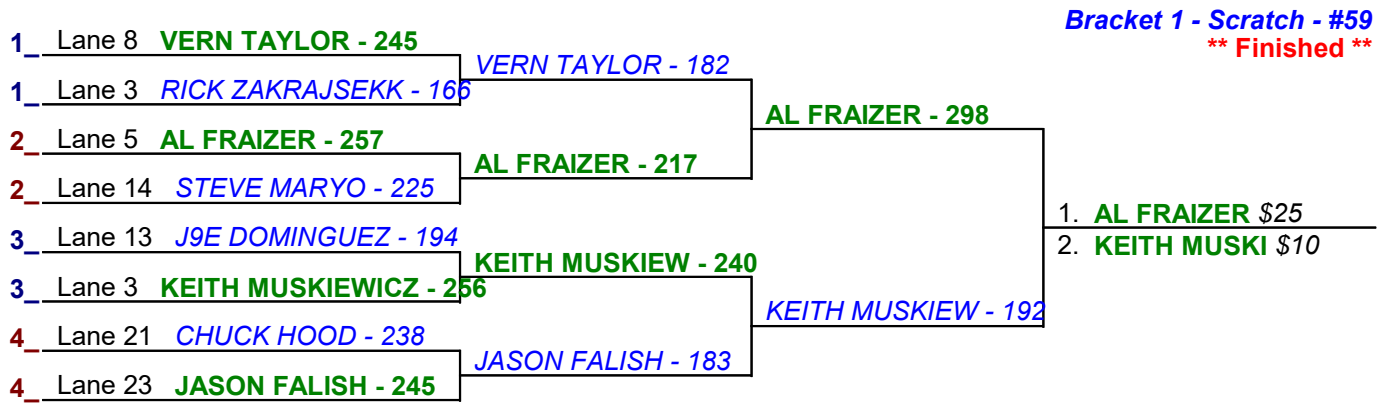 Bracket 1 - Scratch - #59
** Finished **
1_ Lane 8 VERN TAYLOR - 245
1_ Lane 3 RICK ZAKRAJSEKK - 166
2_ Lane 5 AL FRAIZER - 257
2_ Lane 14 STEVE MARYO - 225
3_ Lane 13 J9E DOMINGUEZ - 194
3_ Lane 3 KEITH MUSKIEWICZ - 256
4_ Lane 21 CHUCK HOOD - 238
4_ Lane 23 JASON FALISH - 245
VERN TAYLOR - 182
AL FRAIZER - 217
KEITH MUSKIEW - 240
JASON FALISH - 183
AL FRAIZER - 298
KEITH MUSKIEW - 192
1. AL FRAIZER $25
2. KEITH MUSKI $10